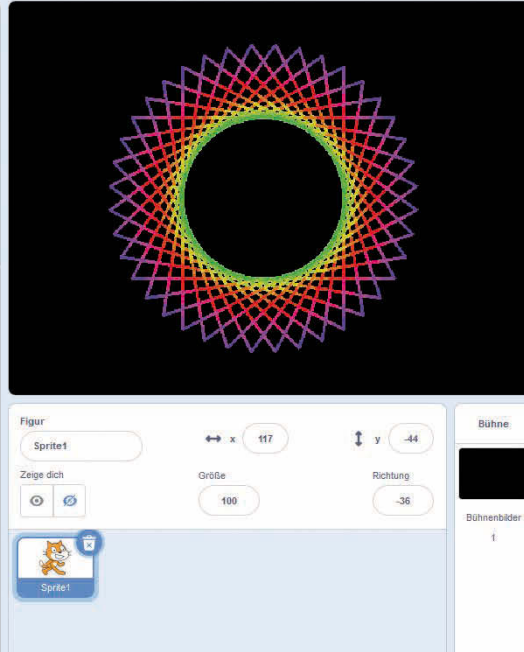 Figur
Sprite1
x 117
y -44
Zeige dich
Größe
100
Richtung
-36
Sprite1
Bühne
Bühnenbilder
1